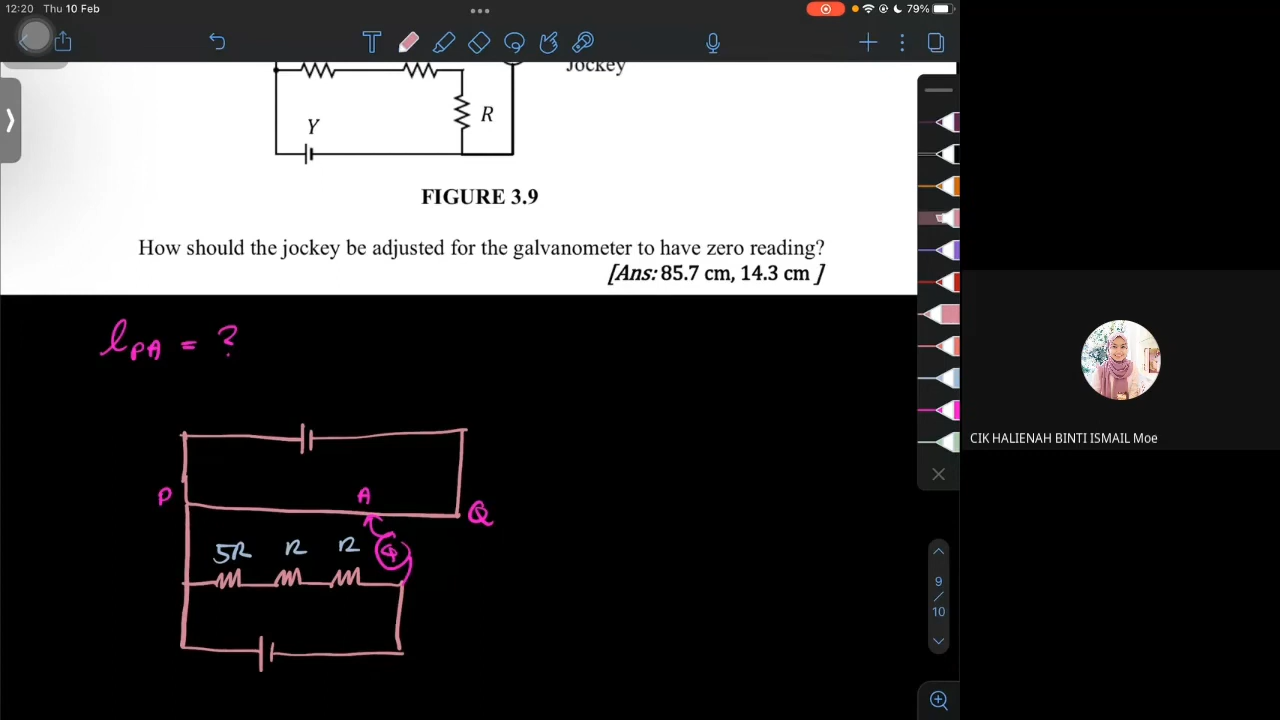 12:20 Thu 10 Feb
79%
T
Jockey
R
Y
FIGURE 3.9
How should the jockey be adjusted for the galvanometer to have zero reading?
[Ans: 85.7 cm, 14.3 cm ]
l_PA = ?
P
A
Q
5R R R
9
10
CIK HALIENAH BINTI ISMAIL Moe